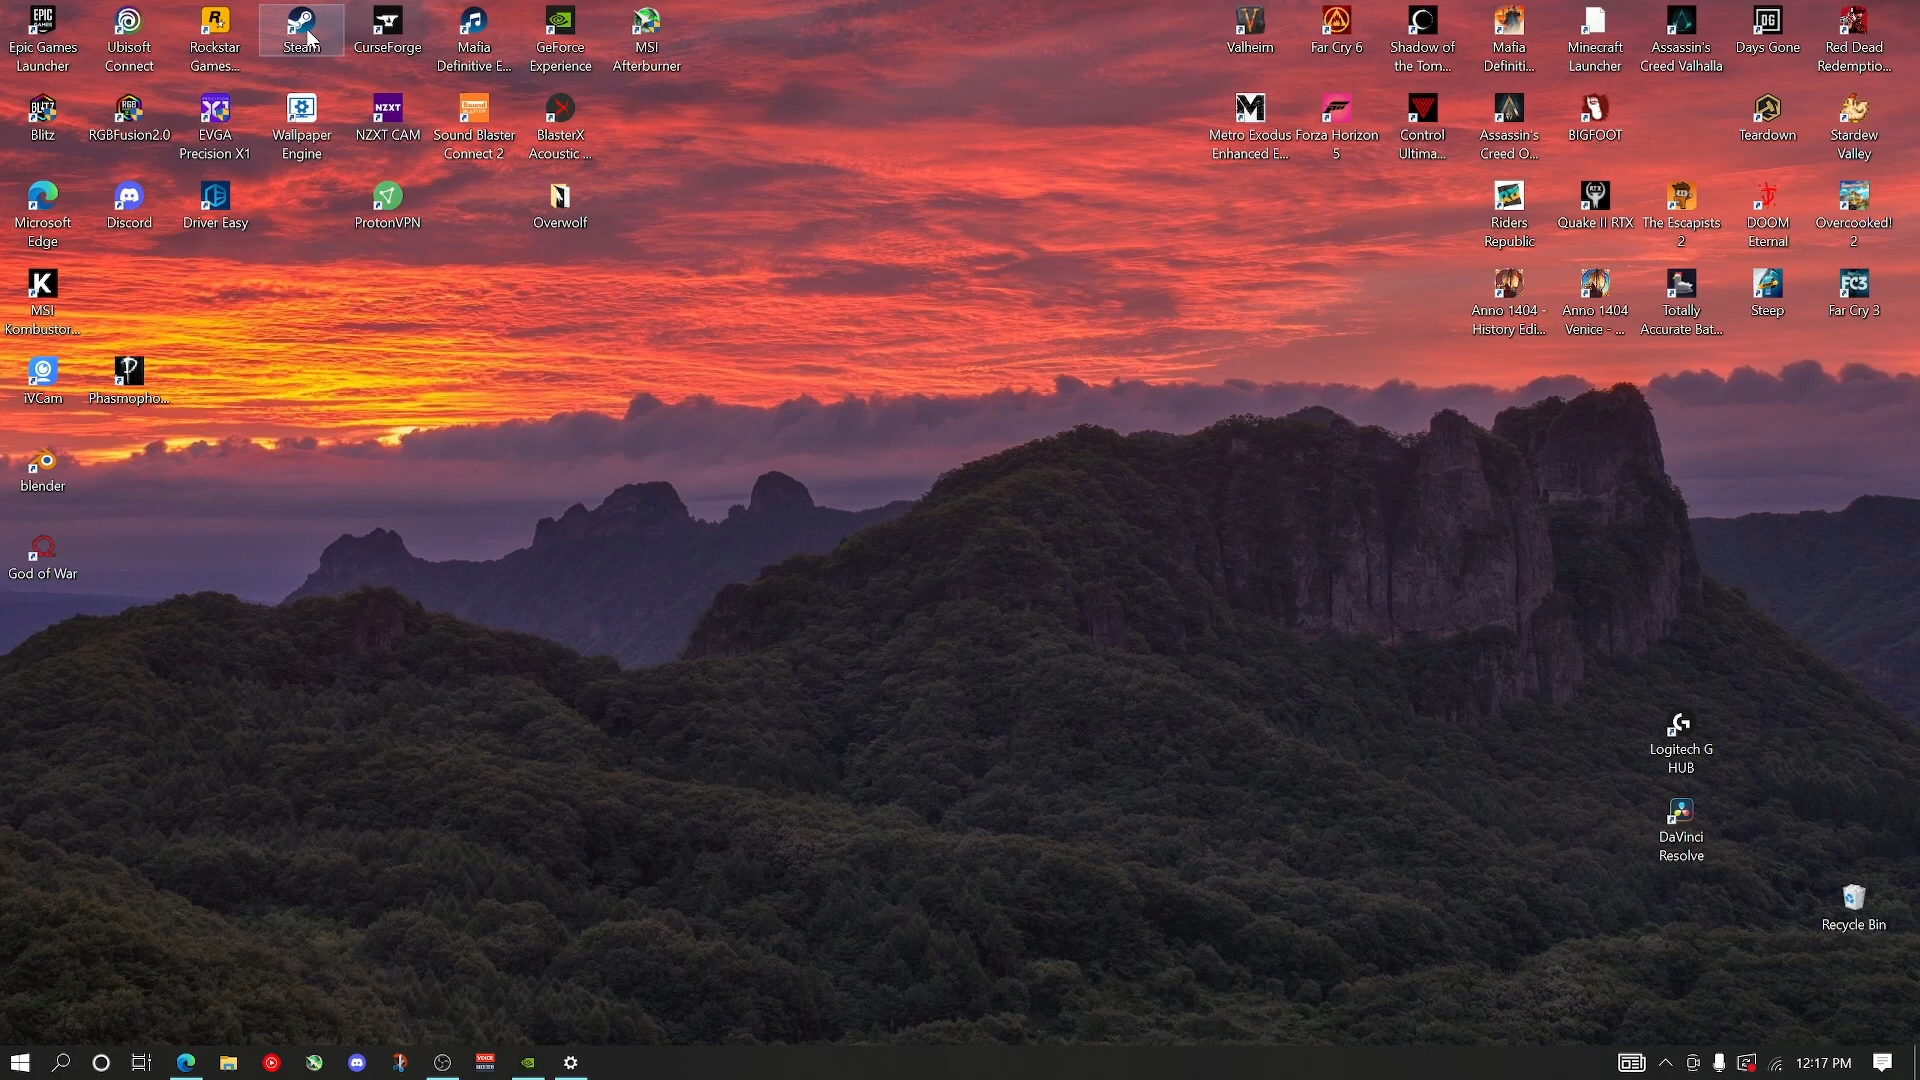 Epic Games
Launcher
Ubisoft
Connect
Rockstar
Games...
Steam
CurseForge
Mafia
Definitive E...
GeForce
Experience
MSI
Afterburner
Valheim
Far Cry 6
Shadow of
the Tom...
Mafia
Definiti...
Minecraft
Launcher
Assassin's
Creed Valhalla
Days Gone
Red Dead
Redemptio...
Blitz
RGBFusion2.0
EVGA
Precision X1
Wallpaper
Engine
NZXT CAM
Sound Blaster
Connect 2
BlasterX
Acoustic ...
Metro Exodus
Enhanced E...
Forza Horizon
5
Control
Ultima...
Assassin's
Creed O...
BIGFOOT
Teardown
Stardew
Valley
Microsoft
Edge
Discord
Driver Easy
ProtonVPN
Overwolf
Riders
Republic
Quake II RTX
The Escapists
2
DOOM
Eternal
Overcooked!
2
MSI
Kombustor...
Anno 1404 -
History Edi...
Anno 1404
Venice - ...
Totally
Accurate Bat...
Steep
Far Cry 3
iVCam
Phasmopho...
blender
God of War
Logitech G
HUB
DaVinci
Resolve
Recycle Bin
12:17 PM